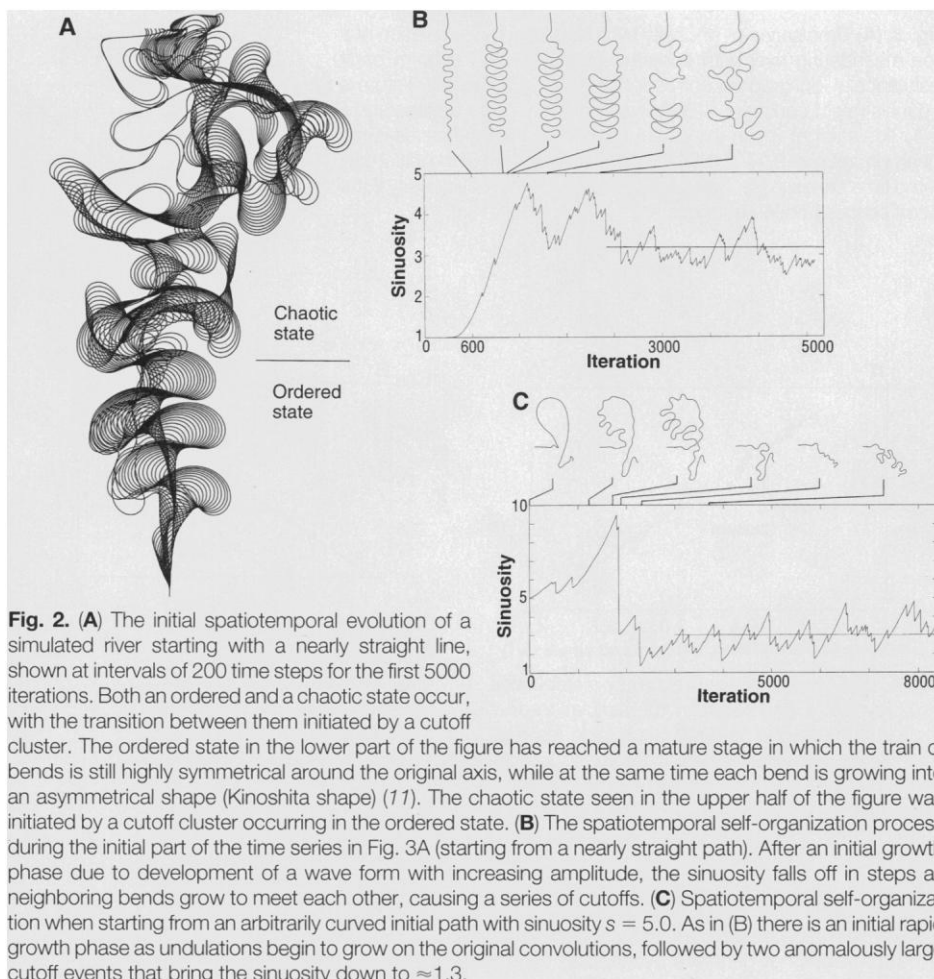 A
Chaotic
state
Ordered
state
B
5
4
3
2
1
Sinuosity
0 600 3000 5000
Iteration
C
10
5
1
Sinuosity
0 5000 8000
Iteration
Fig. 2. (A) The initial spatiotemporal evolution of a
simulated river starting with a nearly straight line,
shown at intervals of 200 time steps for the first 5000
iterations. Both an ordered and a chaotic state occur,
with the transition between them initiated by a cutoff
cluster. The ordered state in the lower part of the figure has reached a mature stage in which the train o
bends is still highly symmetrical around the original axis, while at the same time each bend is growing int
an asymmetrical shape (Kinoshita shape) (11). The chaotic state seen in the upper half of the figure wa
initiated by a cutoff cluster occurring in the ordered state. (B) The spatiotemporal self-organization proces
during the initial part of the time series in Fig. 3A (starting from a nearly straight path). After an initial growth
phase due to development of a wave form with increasing amplitude, the sinuosity falls off in steps a
neighboring bends grow to meet each other, causing a series of cutoffs. (C) Spatiotemporal self-organiza
tion when starting from an arbitrarily curved initial path with sinuosity s = 5.0. As in (B) there is an initial rapi
growth phase as undulations begin to grow on the original convolutions, followed by two anomalously larg
cutoff events that bring the sinuosity down to ≈1.3.